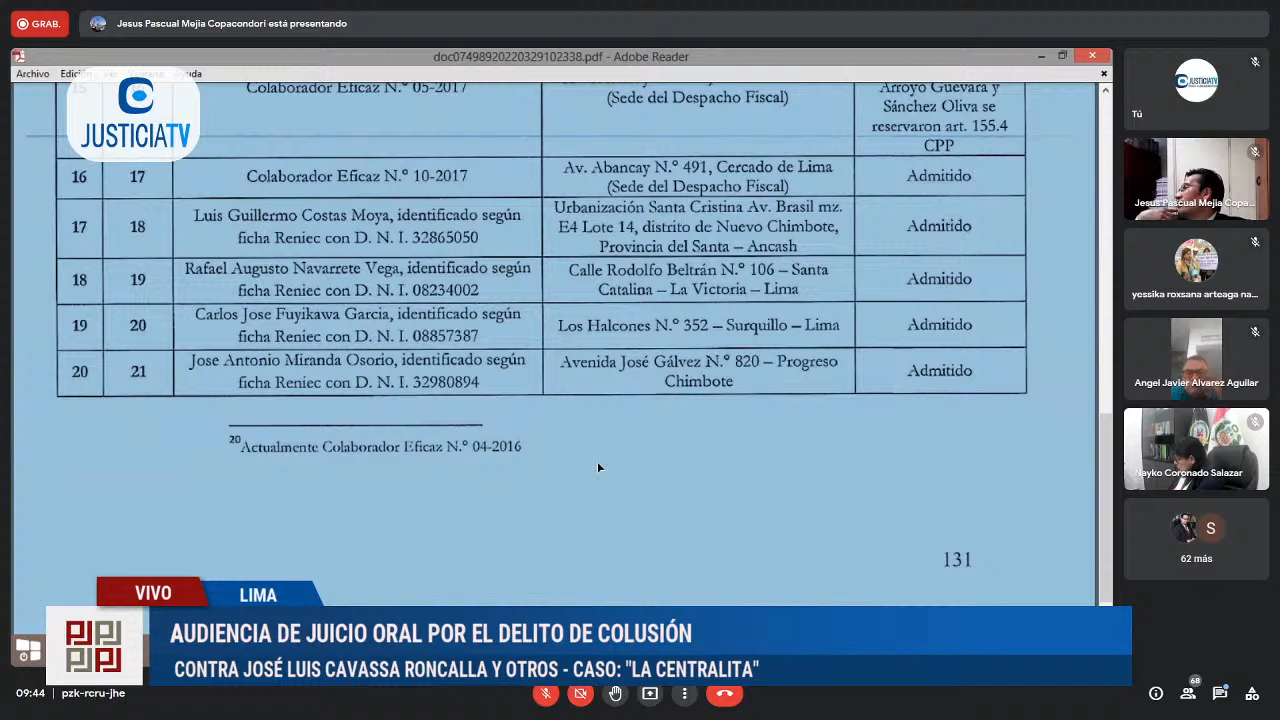 GRAB.
Jesus Pascual Mejia Copacondori está presentando
doc07498920220329102338.pdf - Adobe Reader
Archivo
JUSTICIATV
Colaborador Eficaz N.° 05-2017
(Sede del Despacho Fiscal)
Arroyo Guevara y
Sánchez Oliva se
reservaron art. 155.4
CPP
16 17 Colaborador Eficaz N.° 10-2017
Av. Abancay N.° 491, Cercado de Lima
(Sede del Despacho Fiscal)
Admitido
17 18
Luis Guillermo Costas Moya, identificado según
ficha Reniec con D. N. I. 32865050
Urbanización Santa Cristina Av. Brasil mz.
E4 Lote 14, distrito de Nuevo Chimbote,
Provincia del Santa – Ancash
Admitido
18 19
Rafael Augusto Navarrete Vega, identificado según
ficha Reniec con D. N. I. 08234002
Calle Rodolfo Beltrán N.° 106 – Santa
Catalina – La Victoria – Lima
Admitido
19 20
Carlos Jose Fuyikawa Garcia, identificado según
ficha Reniec con D. N. I. 08857387
Los Halcones N.° 352 – Surquillo – Lima
Admitido
20 21
Jose Antonio Miranda Osorio, identificado según
ficha Reniec con D. N. I. 32980894
Avenida José Gálvez N.° 820 – Progreso
Chimbote
Admitido
20Actualmente Colaborador Eficaz N.° 04-2016
131
JUSTICIATV
Tú
Jesus Pascual Mejia Copa...
yessika roxsana arteaga na...
Angel Javier Álvarez Aguilar
Nayko Coronado Salazar
S
62 más
VIVO
LIMA
AUDIENCIA DE JUICIO ORAL POR EL DELITO DE COLUSIÓN
CONTRA JOSÉ LUIS CAVASSA RONCALLA Y OTROS - CASO: "LA CENTRALITA"
09:44
pzk-rcru-jhe
68